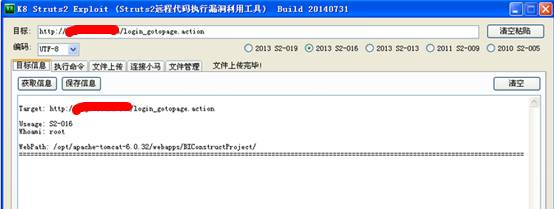 K8 Struts2 Exploit (Struts2远程代码执行漏洞利用工具) Build 20140731
目标: http:/ /login_gotopage.action 清空粘贴
编码: UTF-8 2013 S2-019 2013 S2-016 2013 S2-013 2011 S2-009 2010 S2-005
目标信息 执行命令 文件上传 连接小马 文件管理 文件上传完毕!
获取信息 保存信息 清空
Target: http: /login_gotopage.action
Useage: S2-016
Whoami: root
WebPath: /opt/apache-tomcat-6.0.32/webapps/BIConstructProject/